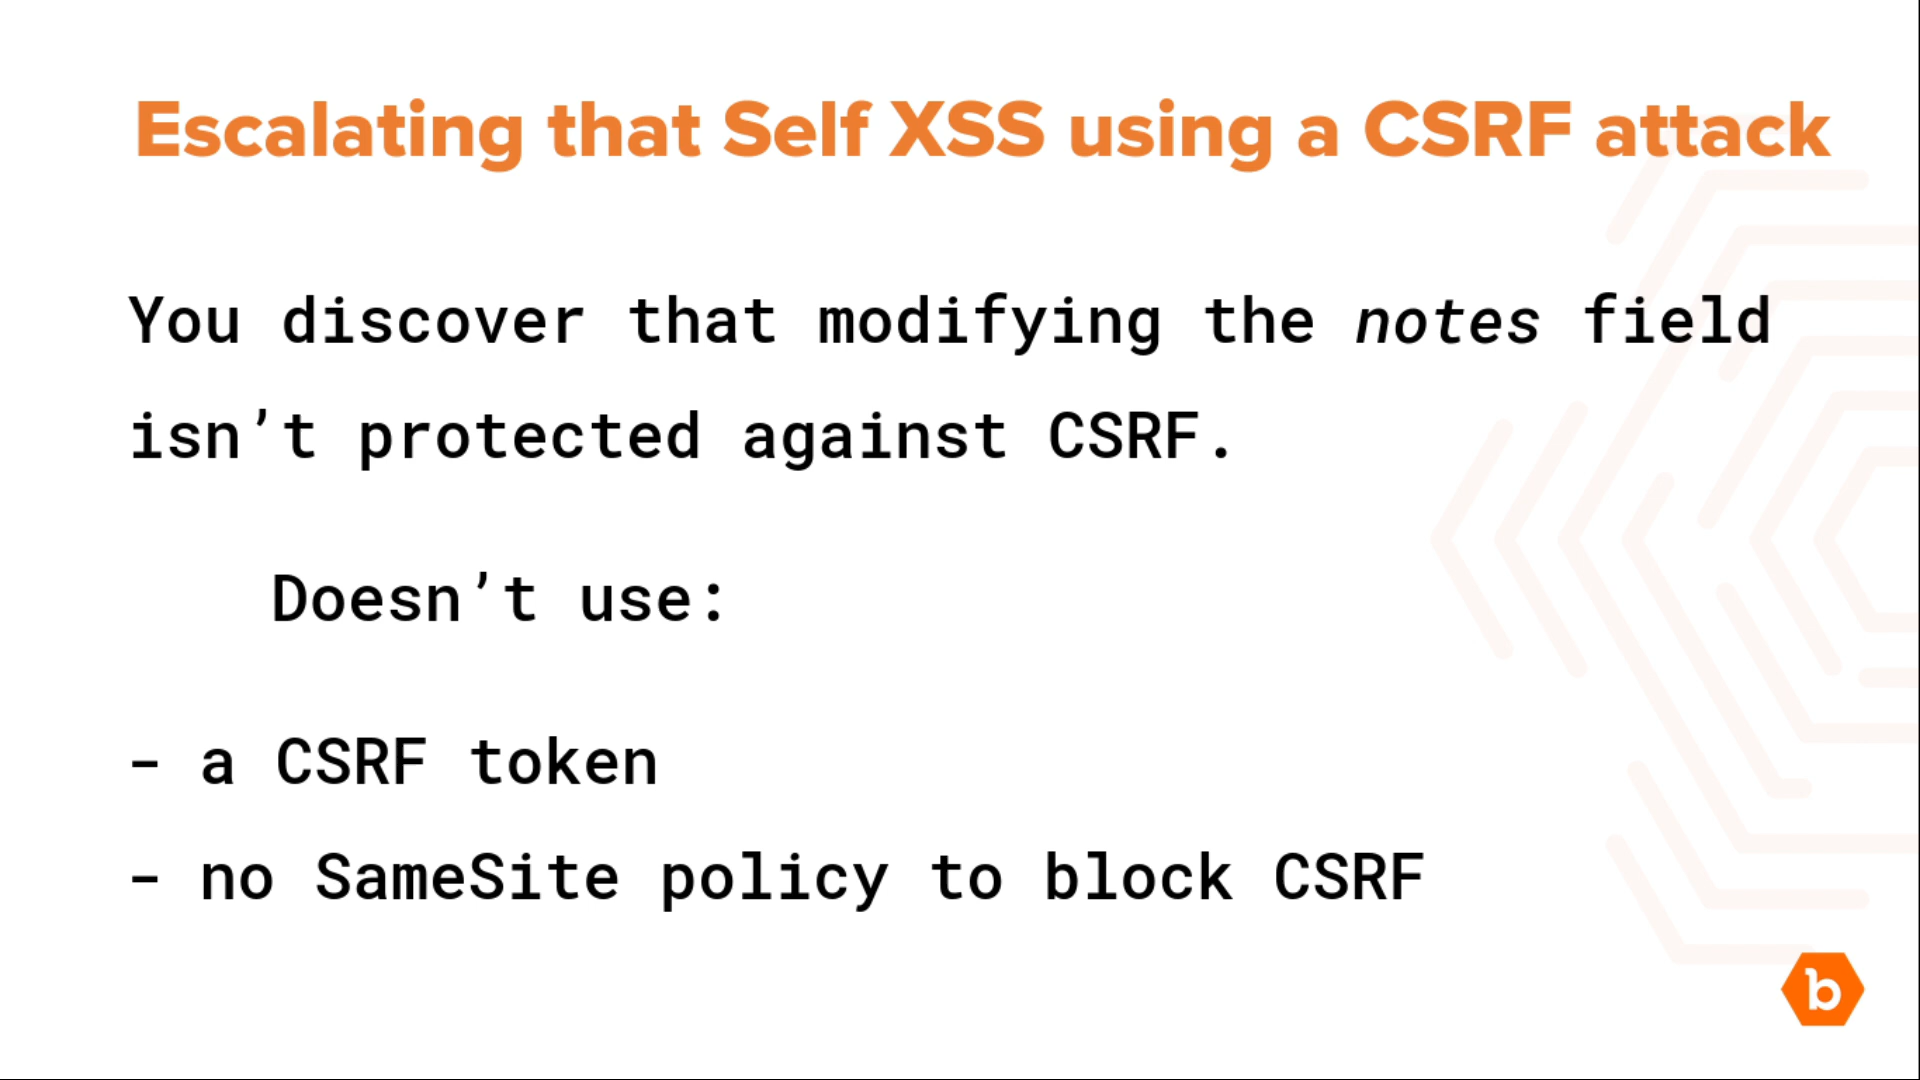 Escalating that Self XSS using a CSRF attack
You discover that modifying the notes field
isn’t protected against CSRF.
Doesn’t use:
- a CSRF token
- no SameSite policy to block CSRF
b